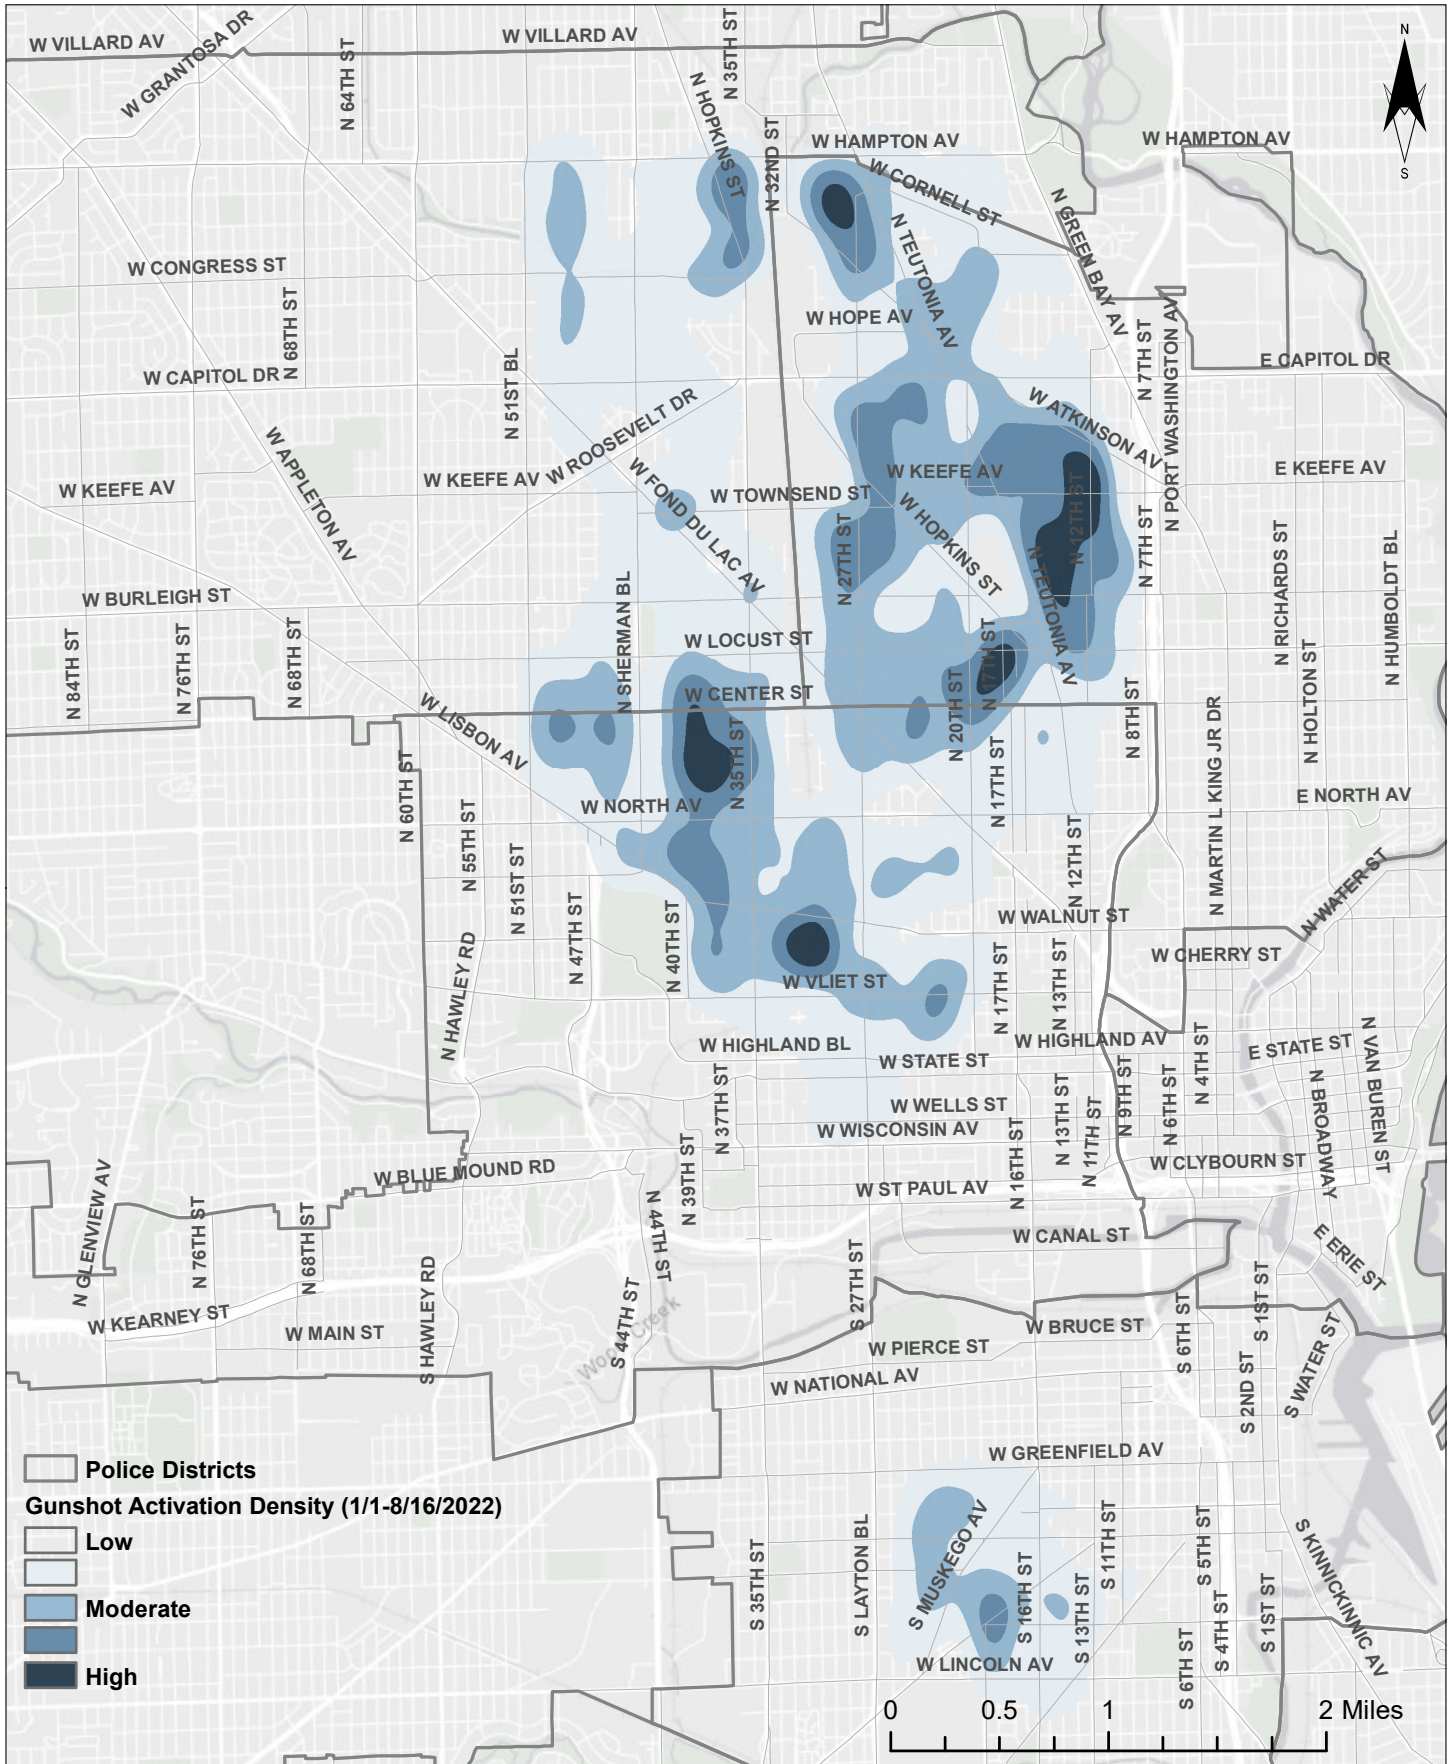 W VILLARD AV
W GRANTOSA DR
N 64TH ST
W VILLARD AV
N 35TH ST
N HOPKINS ST
N 32ND ST
W HAMPTON AV
W CORNELL ST
W HAMPTON AV
N
S
N GREEN BAY AV
N TEUTONIA AV
W CONGRESS ST
N 68TH ST
W HOPE AV
N 7TH ST
N PORT WASHINGTON AV
E CAPITOL DR
W CAPITOL DR
N 51ST BL
W ROOSEVELT DR
W ATKINSON AV
W APPLETON AV
W KEEFE AV
W KEEFE AV
W FOND DU LAC AV
W TOWNSEND ST
W KEEFE AV
E KEEFE AV
W HOPKINS ST
N 12TH ST
N 27TH ST
N 7TH ST
N TEUTONIA AV
N RICHARDS ST
N HUMBOLDT BL
W BURLEIGH ST
N SHERMAN BL
N 84TH ST
N 76TH ST
N 68TH ST
W LOCUST ST
N 17TH ST
N HOLTON ST
W CENTER ST
N 20TH ST
N 8TH ST
W LISBON AV
N 35TH ST
N MARTIN L KING JR DR
N 60TH ST
N 17TH ST
W NORTH AV
E NORTH AV
N 55TH ST
N 51ST ST
N 12TH ST
N WATER ST
N 47TH ST
N 40TH ST
W WALNUT ST
W CHERRY ST
N HAWLEY RD
W VLIET ST
N 17TH ST
N 13TH ST
W HIGHLAND BL
W HIGHLAND AV
W STATE ST
E STATE ST
N VAN BUREN ST
N 4TH ST
N 37TH ST
N 9TH ST
N 6TH ST
N BROADWAY
W WELLS ST
N 13TH ST
N 11TH ST
W WISCONSIN AV
N 39TH ST
N 16TH ST
W CLYBOURN ST
W BLUE MOUND RD
W ST PAUL AV
N GLENVIEW AV
N 76TH ST
N 68TH ST
N 44TH ST
W CANAL ST
E ERIE ST
S HAWLEY RD
S 44TH ST
S 27TH ST
S 1ST ST
W KEARNEY ST
W MAIN ST
W BRUCE ST
S 6TH ST
W PIERCE ST
S WATER ST
W NATIONAL AV
S 2ND ST
W GREENFIELD AV
Police Districts
Gunshot Activation Density (1/1-8/16/2022)
Low
Moderate
High
S 35TH ST
S LAYTON BL
S MUSKEGO AV
S 16TH ST
S 11TH ST
S 13TH ST
S 5TH ST
S 4TH ST
S 1ST ST
S KINNICKINNIC AV
W LINCOLN AV
S 6TH ST
0 0.5 1 2 Miles